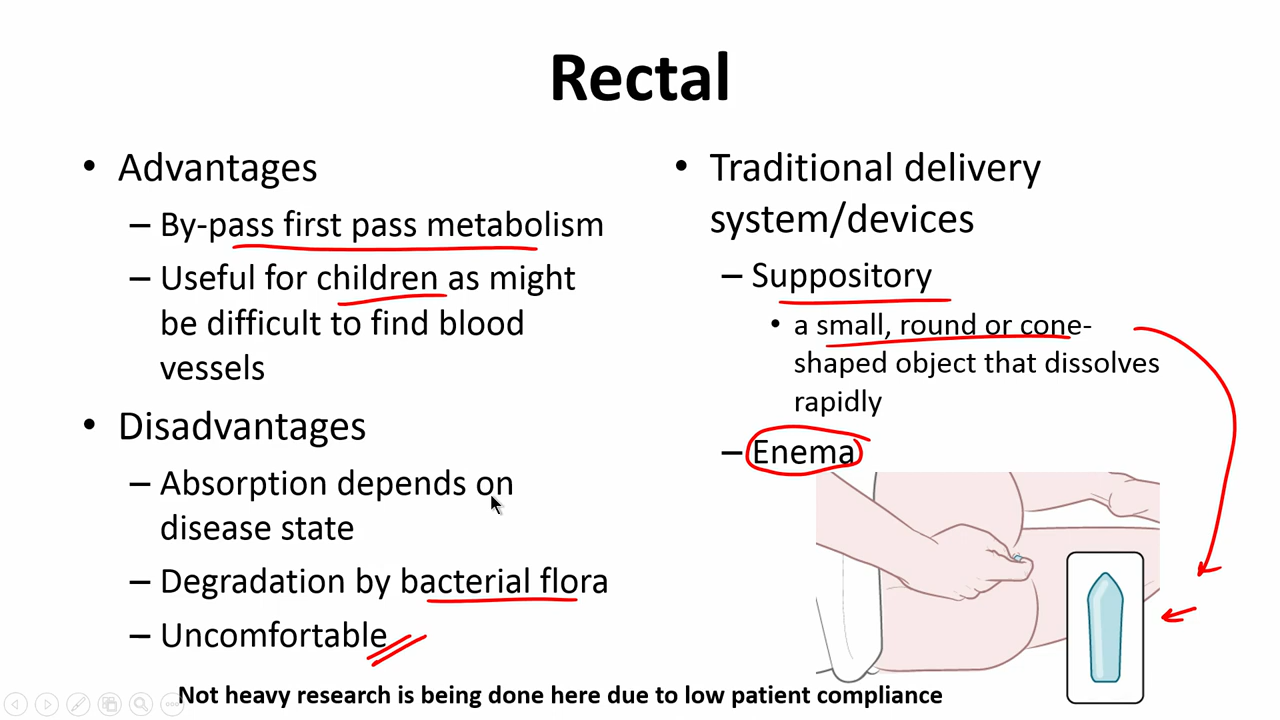 Rectal
• Advantages
– By-pass first pass metabolism
– Useful for children as might
be difficult to find blood
vessels
• Disadvantages
– Absorption depends on
disease state
– Degradation by bacterial flora
– Uncomfortable
• Traditional delivery
system/devices
– Suppository
• a small, round or cone-
shaped object that dissolves
rapidly
– Enema
Not heavy research is being done here due to low patient compliance